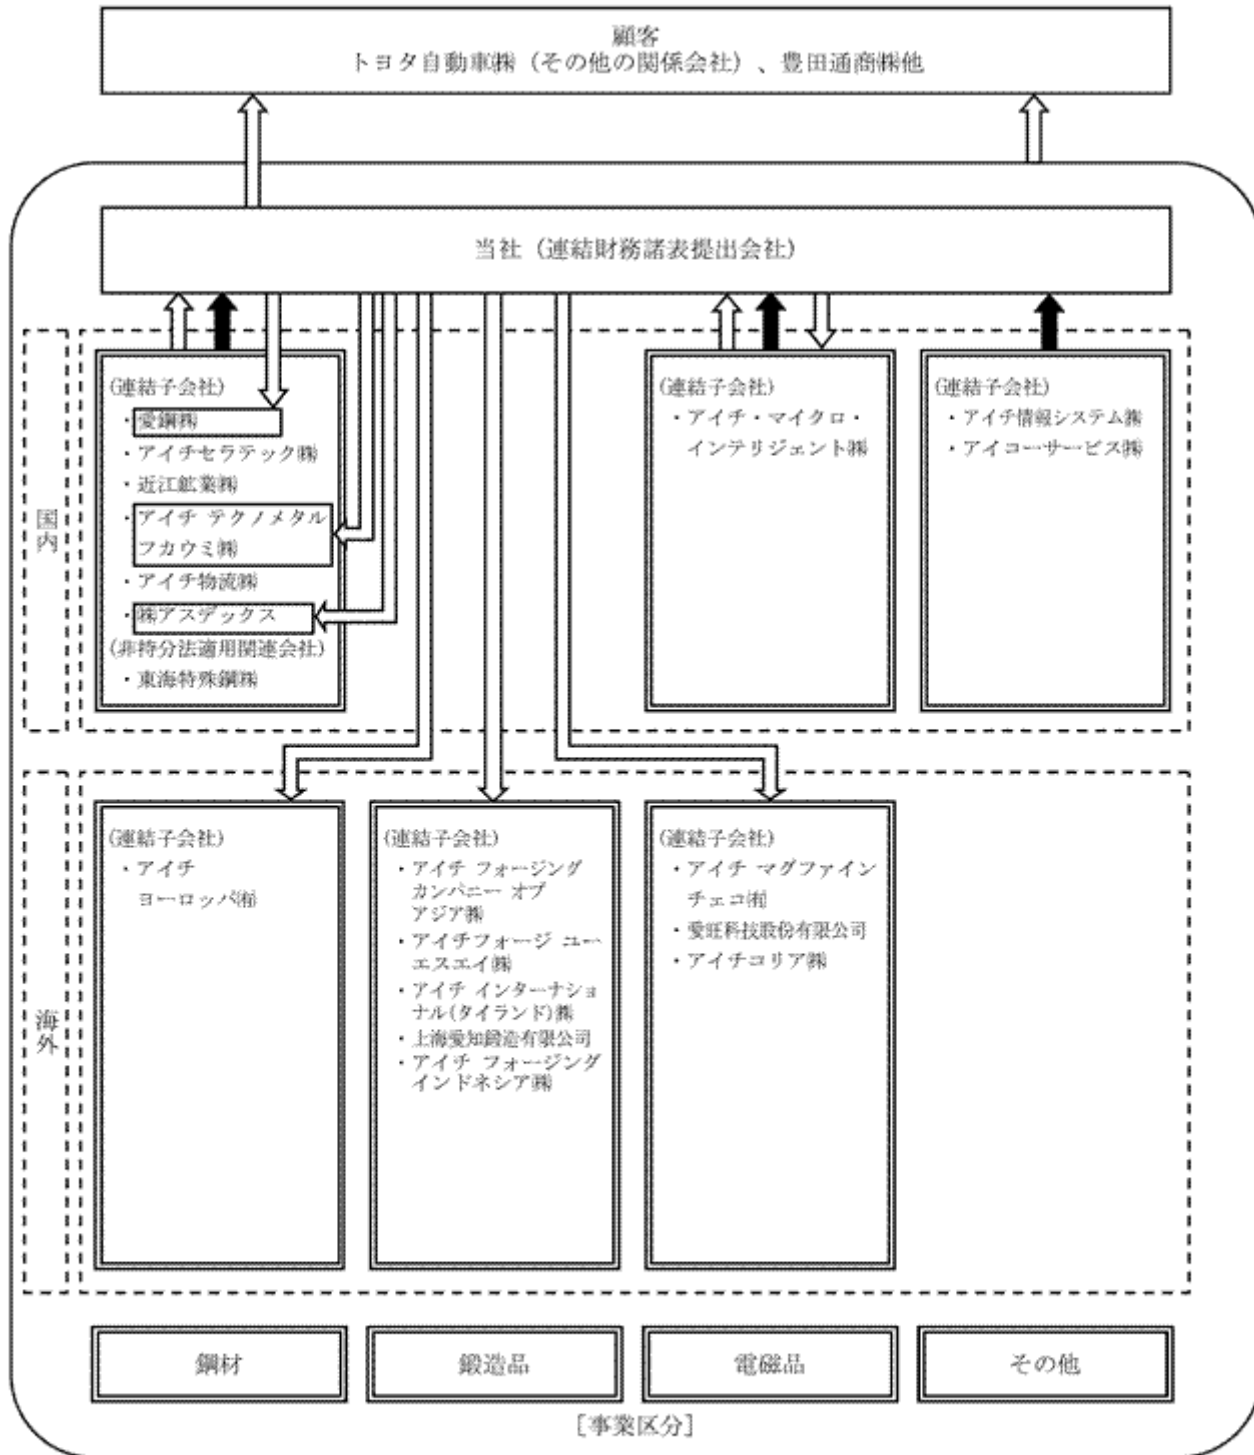 顧客
トヨタ自動車㈱（その他の関係会社）、豊田通商㈱他
当社（連結財務諸表提出会社）
国内
(連結子会社)
・愛鋼㈱
・アイチセラテック㈱
・近江鉱業㈱
・アイチ テクノメタル
フカウミ㈱
・アイチ物流㈱
・㈱アスデックス
(非持分法適用関連会社)
・東海特殊鋼㈱
(連結子会社)
・アイチ・マイクロ・
インテリジェント㈱
(連結子会社)
・アイチ情報システム㈱
・アイコーサービス㈱
海外
(連結子会社)
・アイチ
ヨーロッパ㈲
(連結子会社)
・アイチ フォージング
カンパニー オブ
アジア㈱
・アイチフォージ ユー
エスエイ㈱
・アイチ インターナショ
ナル(タイランド)㈱
・上海愛知鍛造有限公司
・アイチ フォージング
インドネシア㈱
(連結子会社)
・アイチ マグファイン
チェコ㈲
・愛旺科技股份有限公司
・アイチコリア㈱
鋼材
鍛造品
電磁品
その他
［事業区分］